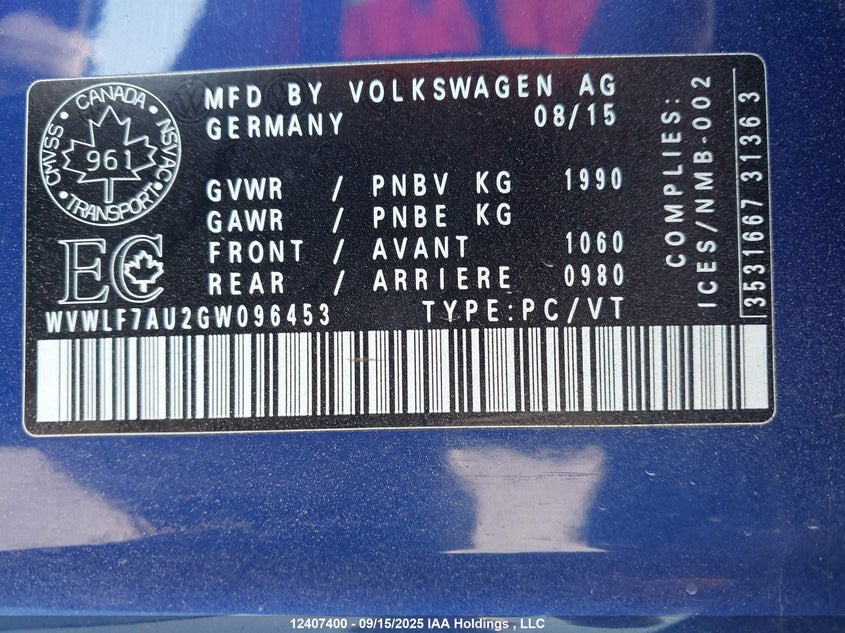 CANADA
CMVSS
NSVAC
961
TRANSPORT
EC
MFD BY VOLKSWAGEN AG
GERMANY 08/15
GVWR / PNBV KG 1990
GAWR / PNBE KG
FRONT / AVANT 1060
REAR / ARRIERE 0980
WVWLF7AU2GW096453 TYPE:PC/VT
COMPLIES:
ICES/NMB-002
3531667 31363
12407400 - 09/15/2025 IAA Holdings , LLC